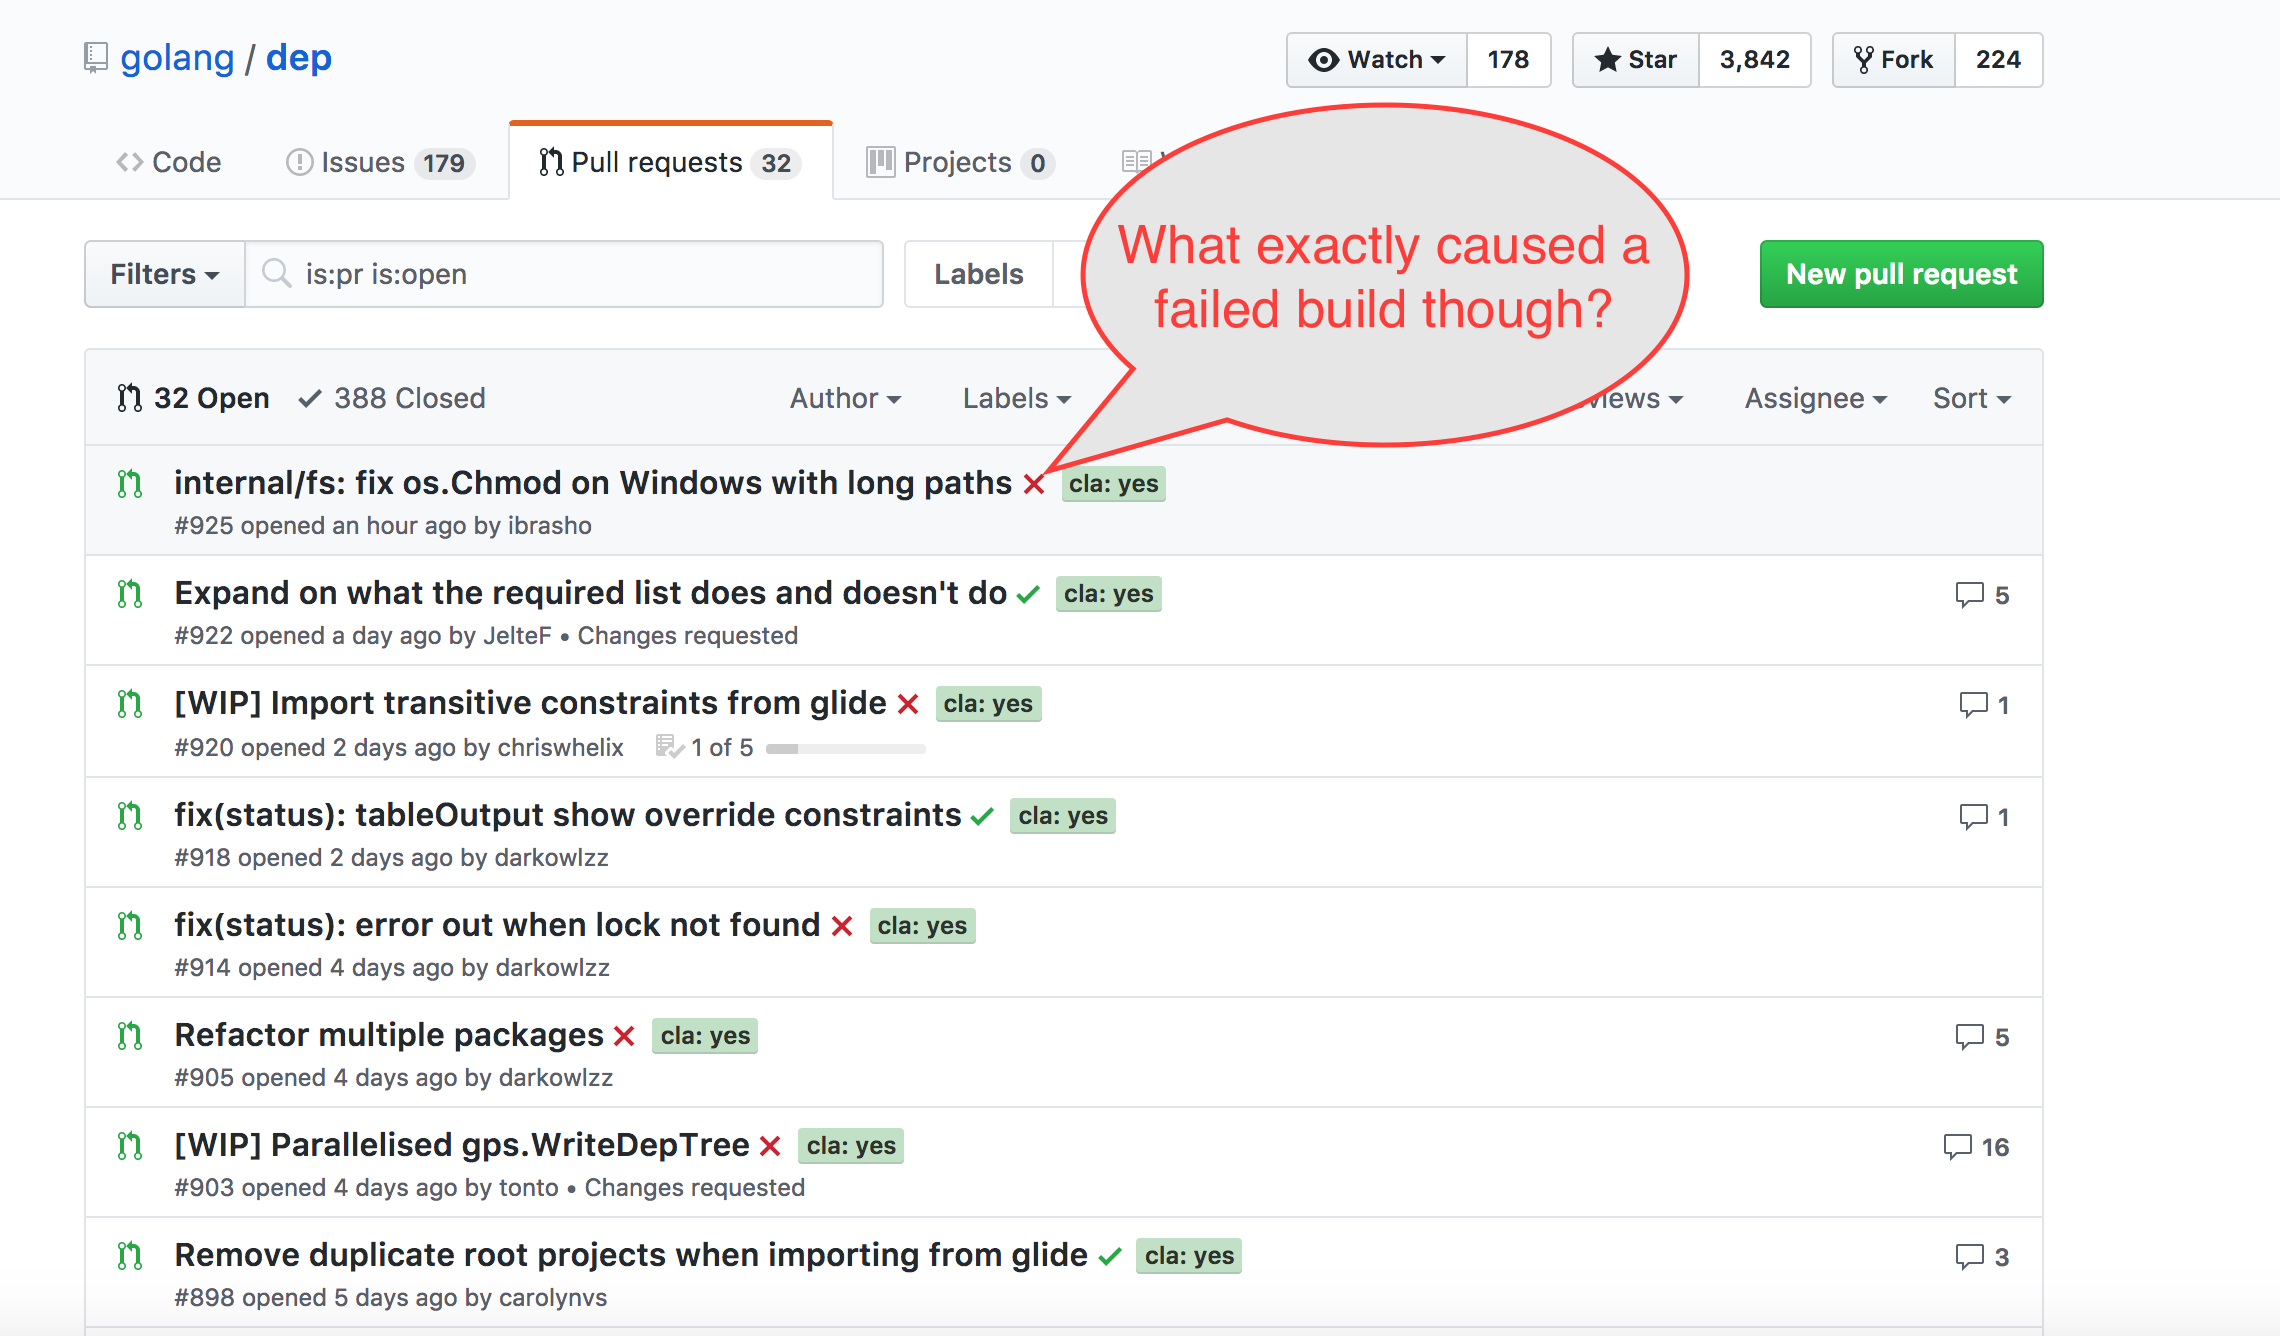 golang / dep
Watch 178 Star 3,842 Fork 224
Code Issues 179 Pull requests 32 Projects 0
What exactly caused a
failed build though?
Filters is:pr is:open Labels New pull request
32 Open 388 Closed Author Labels Assignee Sort
internal/fs: fix os.Chmod on Windows with long paths cla: yes
#925 opened an hour ago by ibrasho
Expand on what the required list does and doesn't do cla: yes 5
#922 opened a day ago by JelteF • Changes requested
[WIP] Import transitive constraints from glide cla: yes 1
#920 opened 2 days ago by chriswhelix 1 of 5
fix(status): tableOutput show override constraints cla: yes 1
#918 opened 2 days ago by darkowlzz
fix(status): error out when lock not found cla: yes
#914 opened 4 days ago by darkowlzz
Refactor multiple packages cla: yes 5
#905 opened 4 days ago by darkowlzz
[WIP] Parallelised gps.WriteDepTree cla: yes 16
#903 opened 4 days ago by tonto • Changes requested
Remove duplicate root projects when importing from glide cla: yes 3
#898 opened 5 days ago by carolynvs